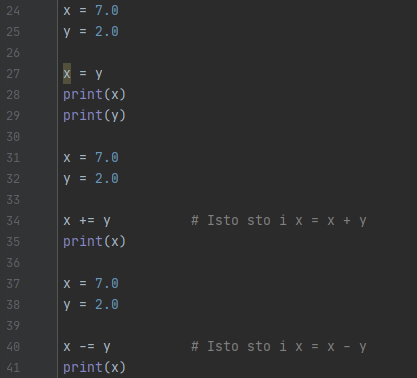 24 x = 7.0
25 y = 2.0
26
27 x = y
28 print(x)
29 print(y)
30
31 x = 7.0
32 y = 2.0
33
34 x += y # Isto sto i x = x + y
35 print(x)
36
37 x = 7.0
38 y = 2.0
39
40 x -= y # Isto sto i x = x - y
41 print(x)